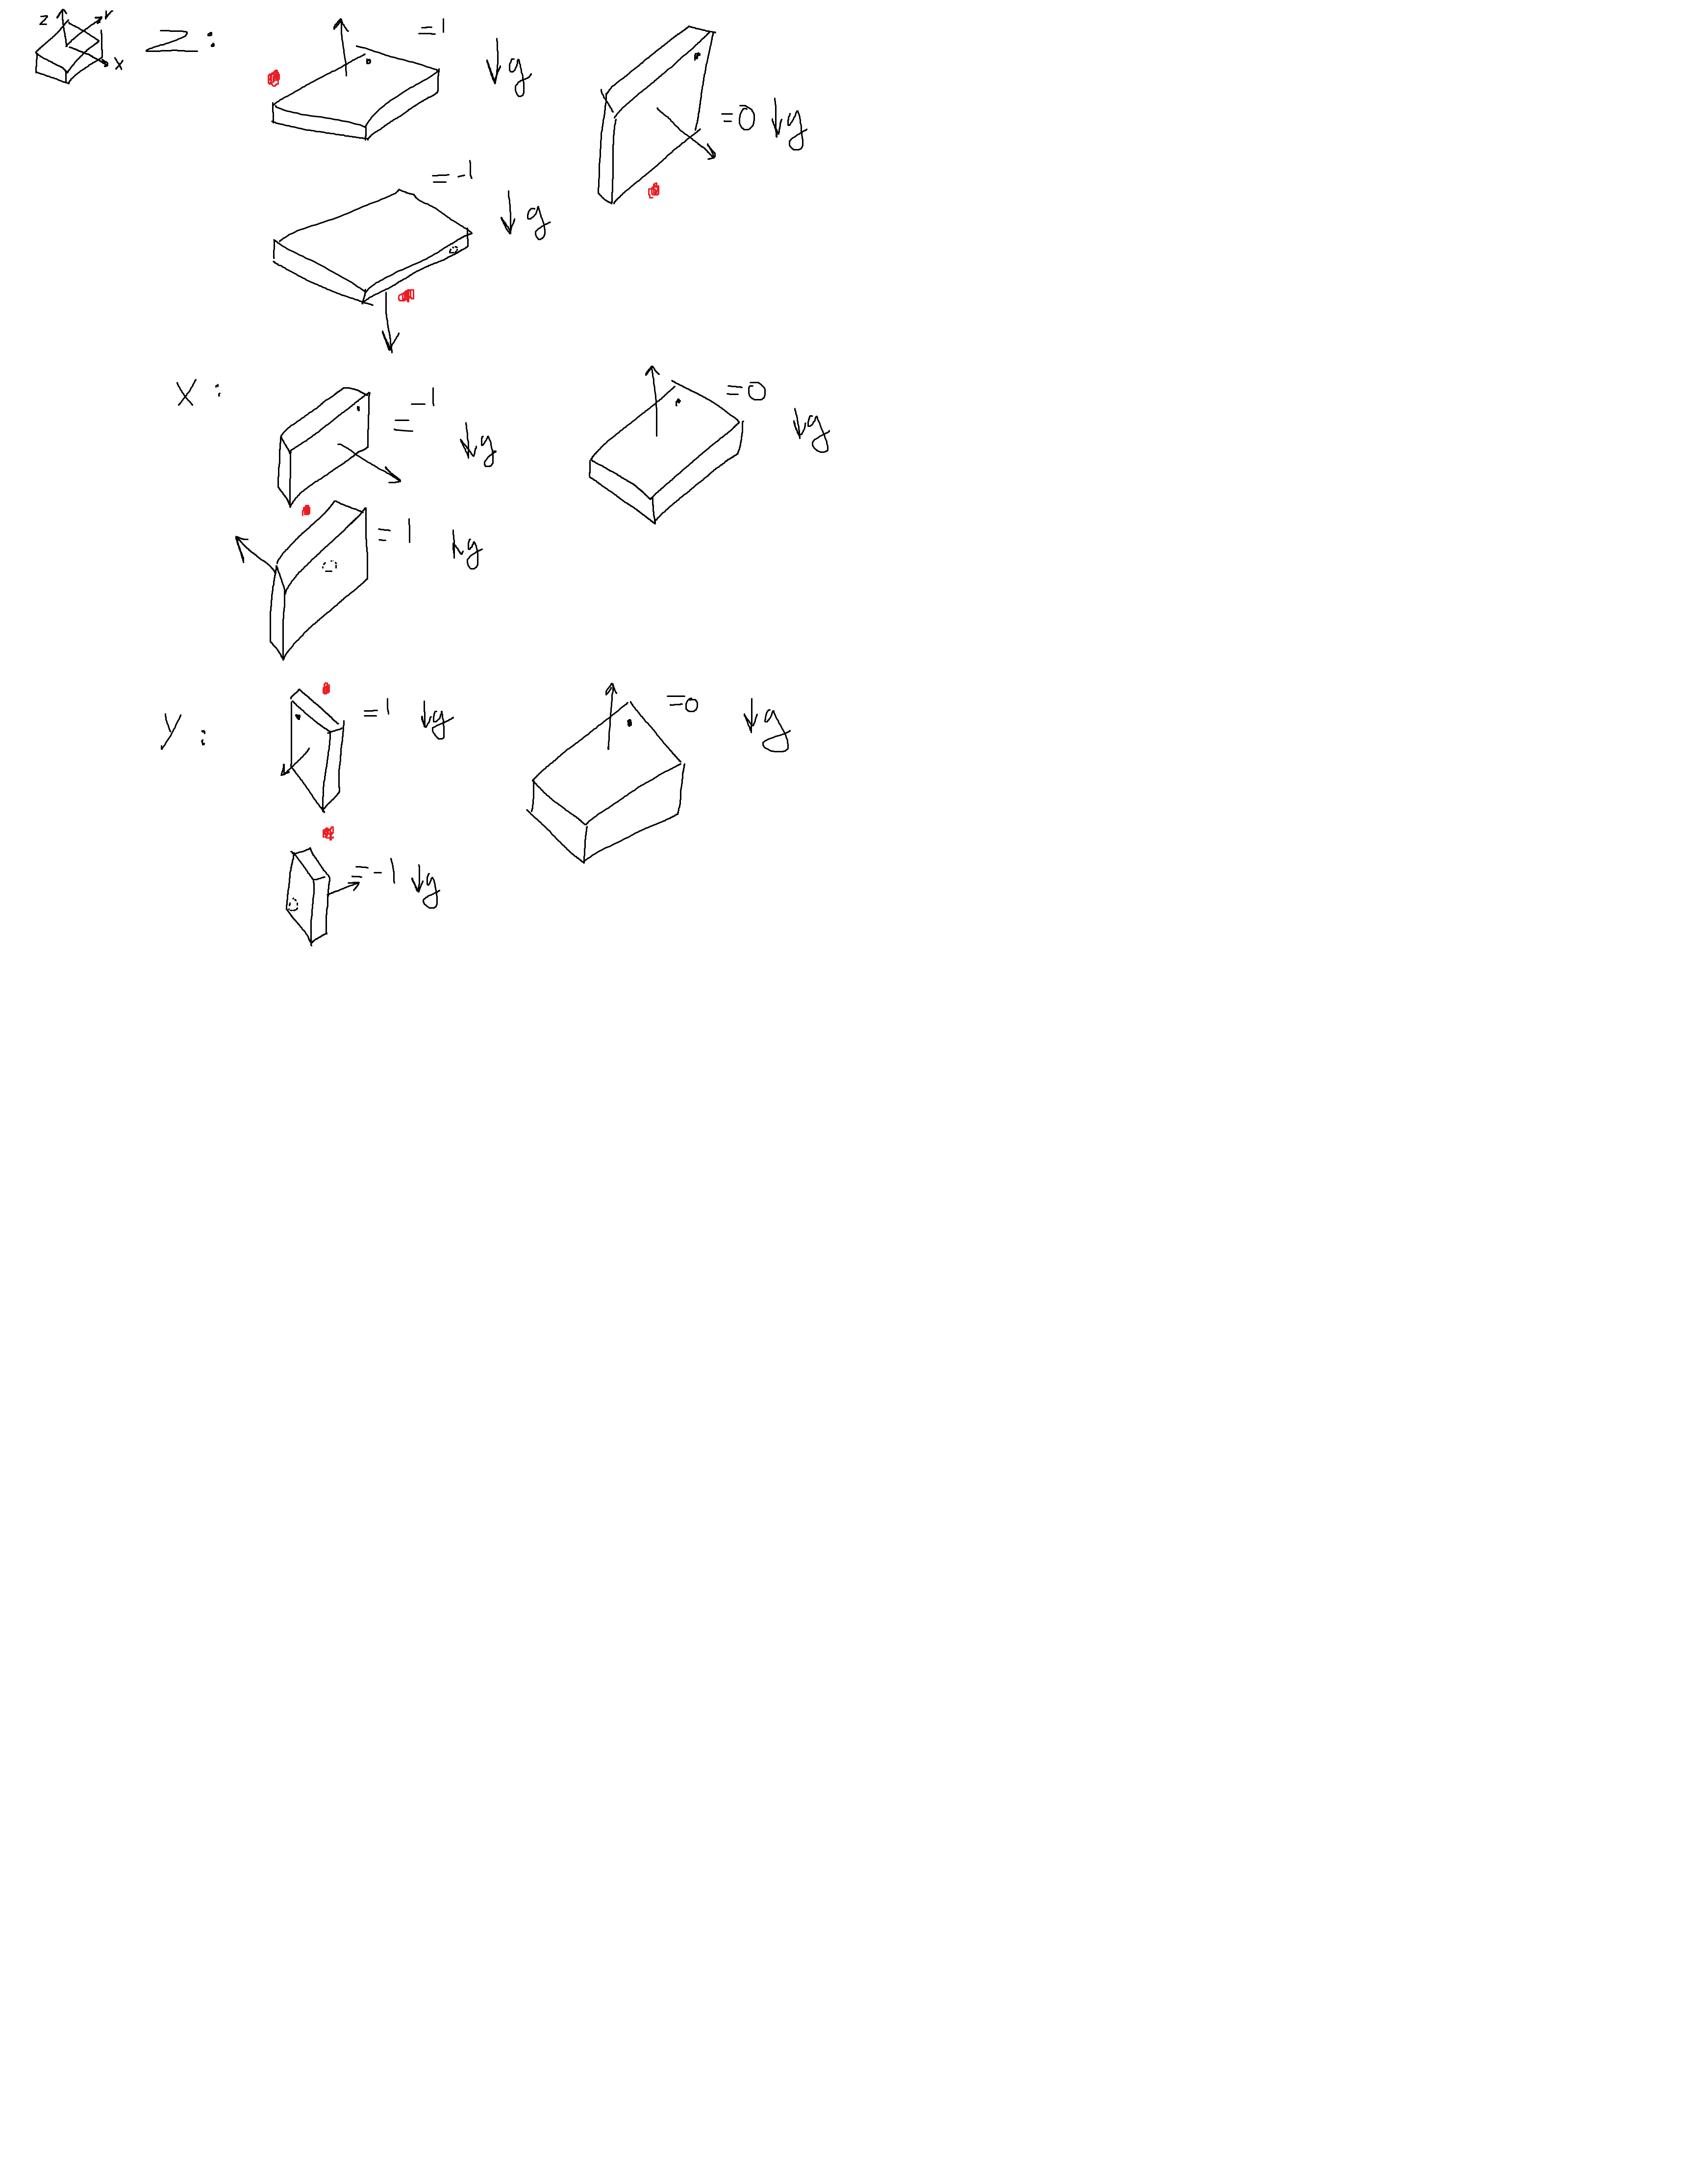 Z Y
X
Z:
=1
↓g
=0 ↓g
=-1
↓g
X:
=-1
↓g
=0
↓g
=1
↓g
Y:
=1 ↓g
=0 ↓g
=-1 ↓g